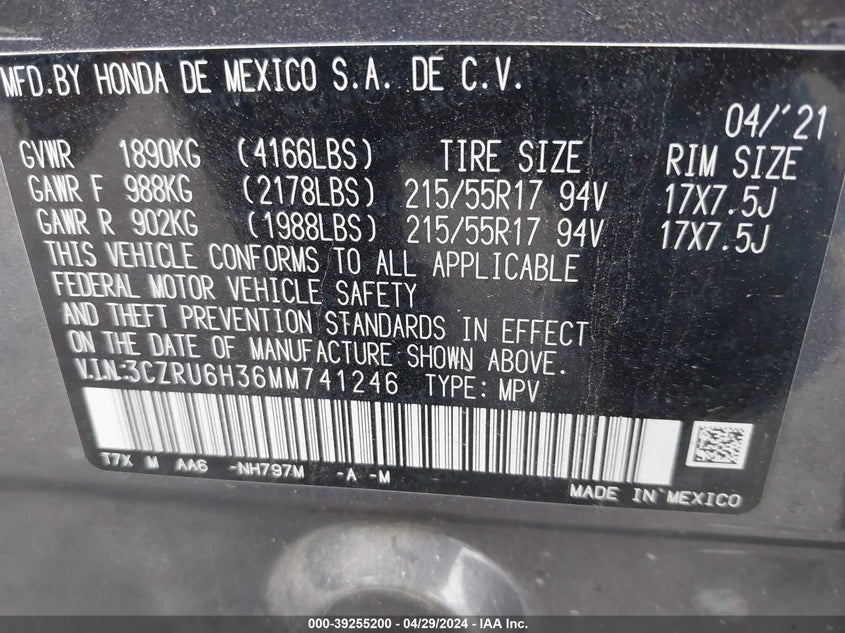 MFD.BY HONDA DE MEXICO S.A. DE C.V.
04/'21
GVWR 1890KG (4166LBS) TIRE SIZE RIM SIZE
GAWR F 988KG (2178LBS) 215/55R17 94V 17X7.5J
GAWR R 902KG (1988LBS) 215/55R17 94V 17X7.5J
THIS VEHICLE CONFORMS TO ALL APPLICABLE
FEDERAL MOTOR VEHICLE SAFETY
AND THEFT PREVENTION STANDARDS IN EFFECT
ON THE DATE OF MANUFACTURE SHOWN ABOVE.
V.I.N:3CZRU6H36MM741246 TYPE: MPV
T7X M AA6 -NH797M -A -M
MADE IN MEXICO
000-39255200 - 04/29/2024 - IAA Inc.